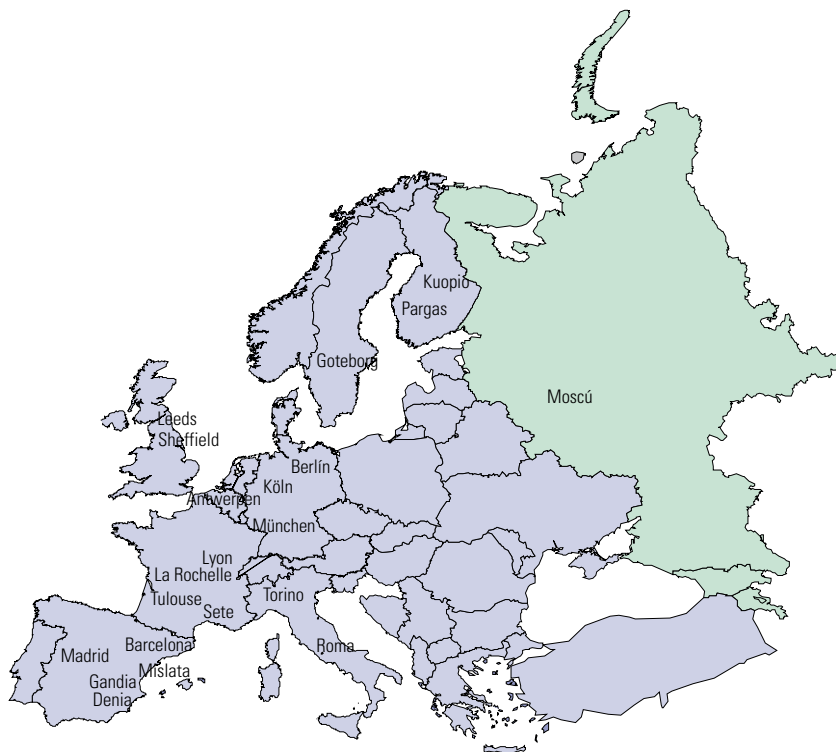 Kuopio
Pargas
Goteborg
Moscú
Leeds
Sheffield
Berlín
Köln
Antwerpen
München
Lyon
La Rochelle
Tulouse
Torino
Sete
Barcelona
Roma
Madrid
Mislata
Gandia
Denia